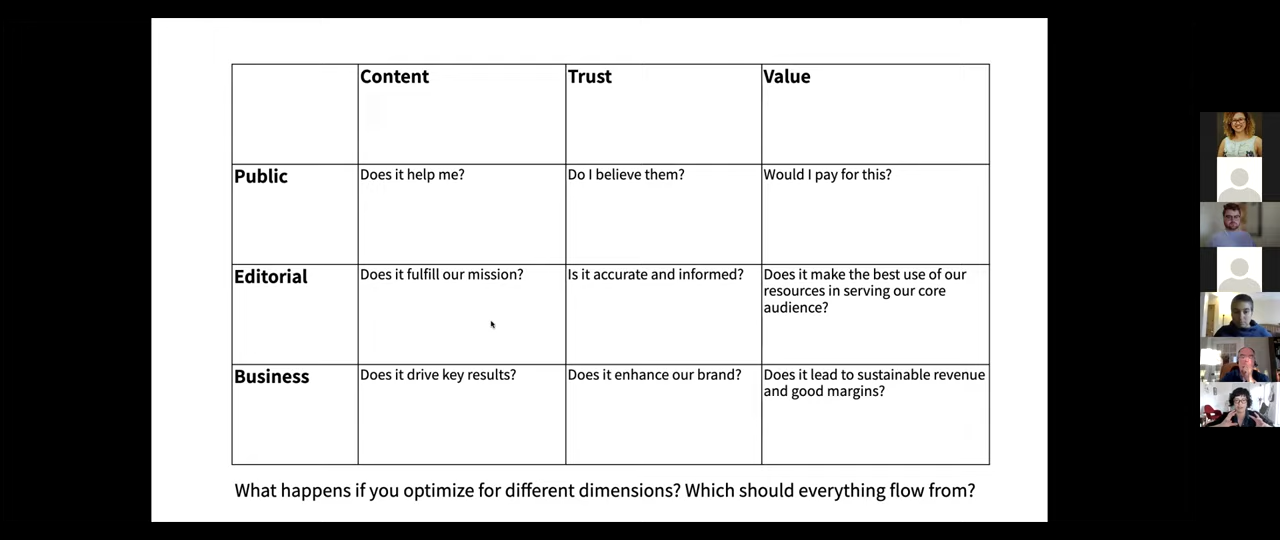 Content Trust Value
Public Does it help me? Do I believe them? Would I pay for this?
Editorial Does it fulfill our mission? Is it accurate and informed? Does it make the best use of our
resources in serving our core
audience?
Business Does it drive key results? Does it enhance our brand? Does it lead to sustainable revenue
and good margins?
What happens if you optimize for different dimensions? Which should everything flow from?